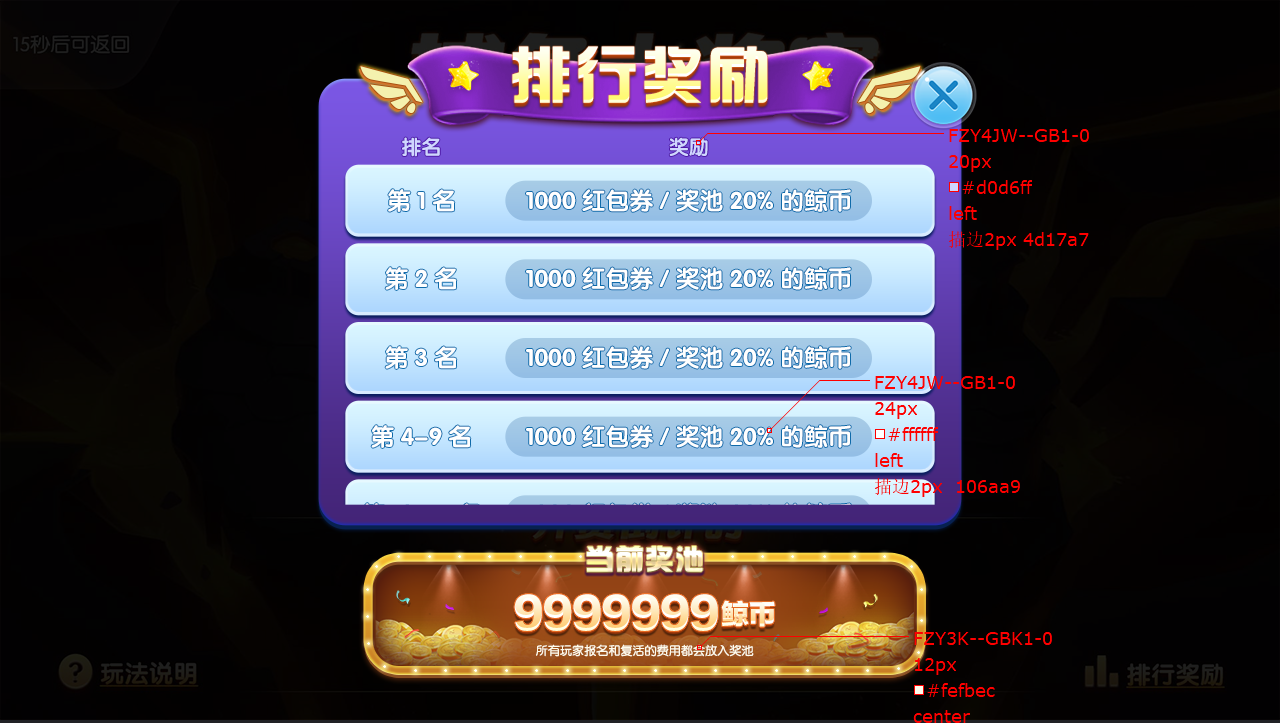 15秒后可返回
排行奖励
排名 奖励
FZY4JW--GB1-0
20px
#d0d6ff
left
描边2px 4d17a7
第 1 名 1000 红包券 / 奖池 20% 的鲸币
第 2 名 1000 红包券 / 奖池 20% 的鲸币
第 3 名 1000 红包券 / 奖池 20% 的鲸币
FZY4JW--GB1-0
24px
#ffffff
left
描边2px 106aa9
第 4–9 名 1000 红包券 / 奖池 20% 的鲸币
当前奖池
9999999鲸币
所有玩家报名和复活的费用都会放入奖池
FZY3K--GBK1-0
12px
#fefbec
center
玩法说明
排行奖励